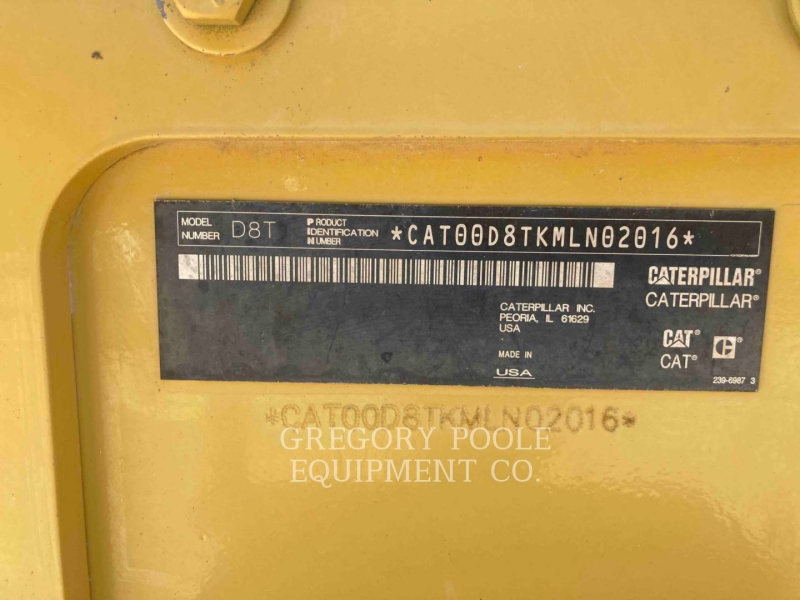 MODEL NUMBER D8T PRODUCT IDENTIFICATION NUMBER *CAT00D8TKMLN02016*
CATERPILLAR®
CATERPILLAR®
CATERPILLAR INC.
PEORIA, IL 61629
USA
CAT® C®
CAT®
MADE IN
USA
239-6987 3
*CAT00D8TKMLN02016*
GREGORY POOLE
EQUIPMENT CO.